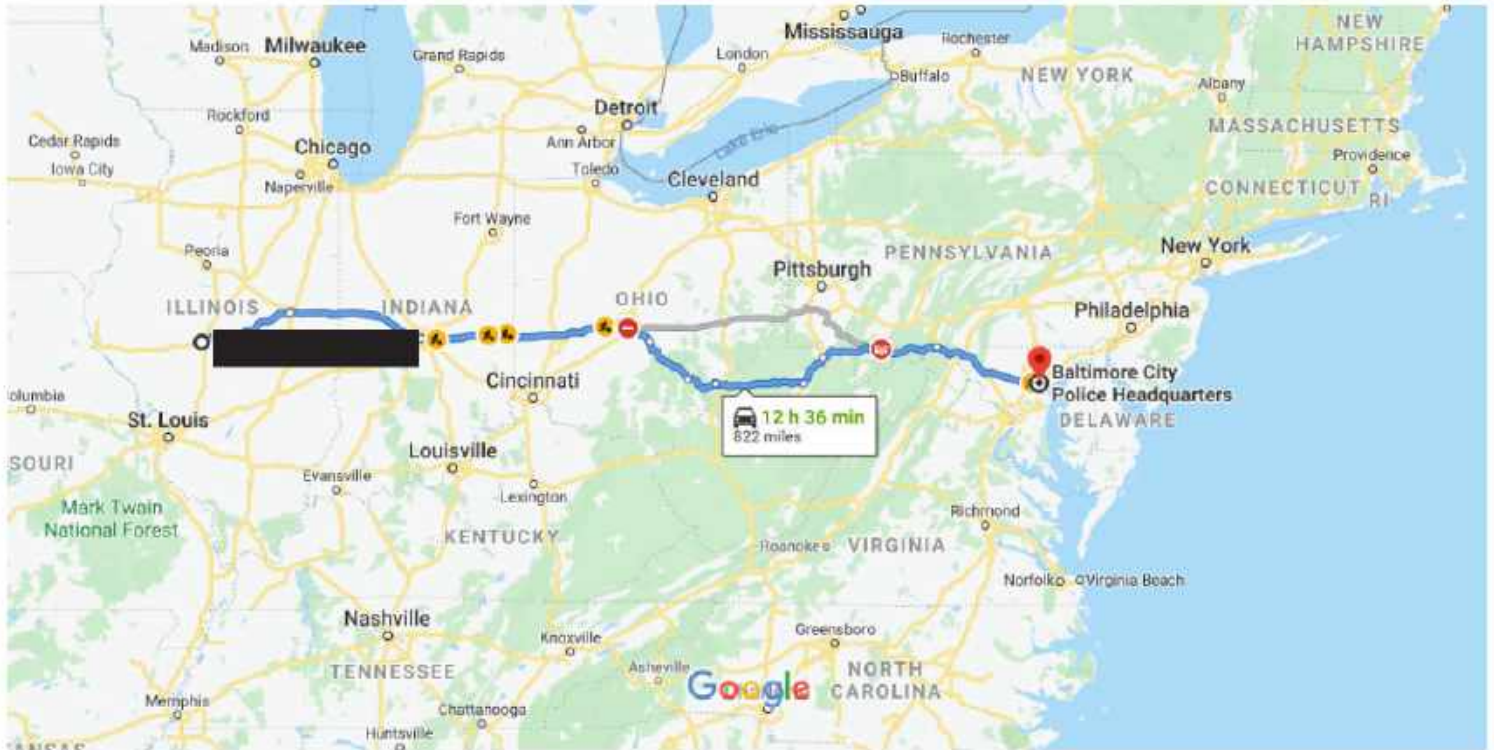 NEW
HAMPSHIRE
Mississauga
Rochester
Madison
Milwaukee
Grand Rapids
London
Buffalo
NEW YORK
Albany
Rockford
Detroit
MASSACHUSETTS
Cedar Rapids
Iowa City
Chicago
Ann Arbor
Lake Erie
Providence
Naperville
Toledo
Cleveland
CONNECTICUT
RI
Fort Wayne
Peoria
PENNSYLVANIA
New York
Pittsburgh
ILLINOIS
INDIANA
OHIO
Philadelphia
Cincinnati
Baltimore City
Police Headquarters
olumbia
St. Louis
12 h 36 min
822 miles
DELAWARE
SOURI
Louisville
Evansville
Lexington
Mark Twain
National Forest
KENTUCKY
Richmond
Roanoke
VIRGINIA
Norfolk
Virginia Beach
Nashville
Knoxville
Greensboro
TENNESSEE
Asheville
Google
NORTH
CAROLINA
Memphis
Chattanooga
Huntsville